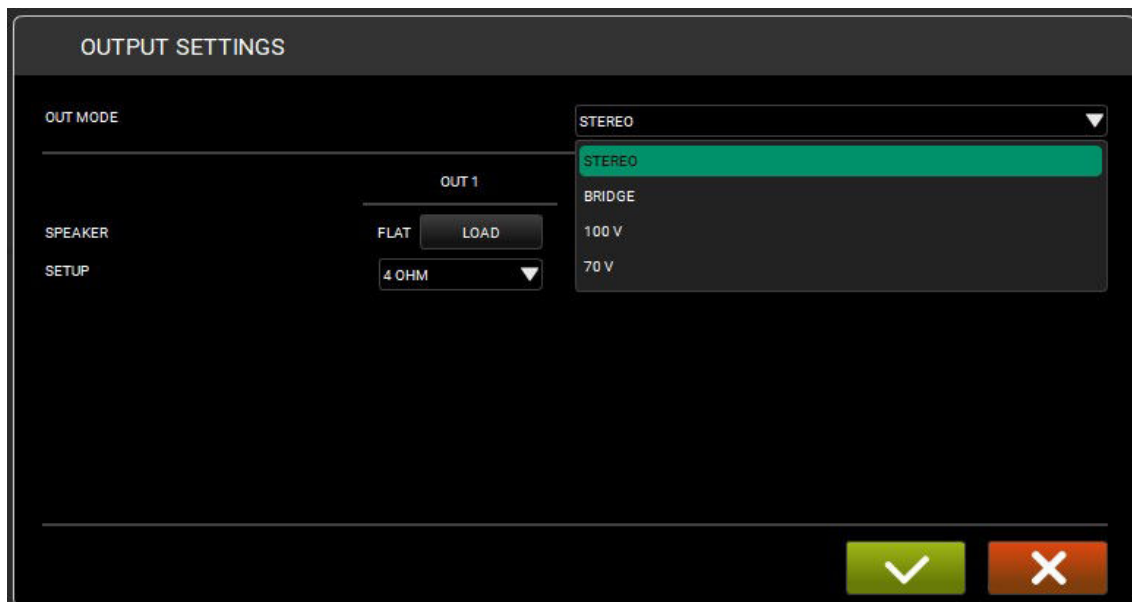 OUTPUT SETTINGS
OUT MODE
STEREO
STEREO
BRIDGE
100 V
70 V
OUT 1
SPEAKER
FLAT
LOAD
SETUP
4 OHM